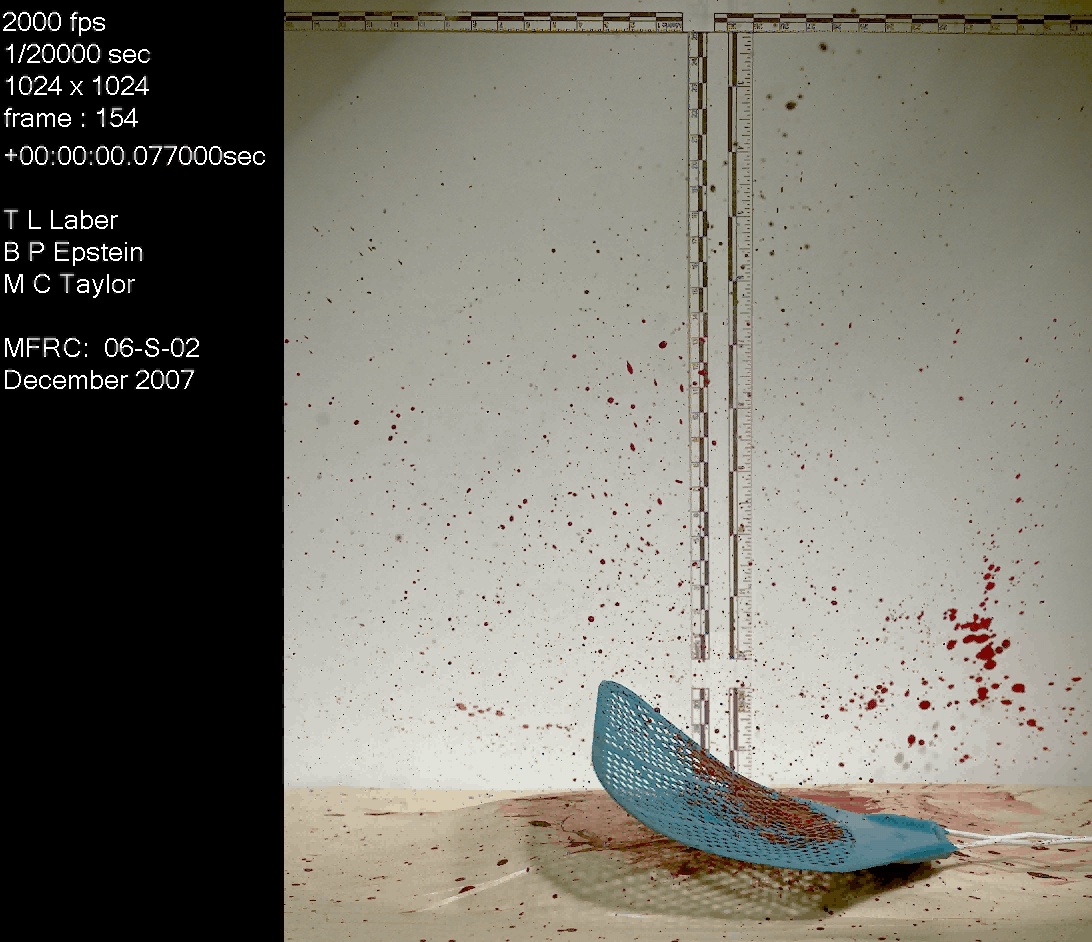 2000 fps
1/20000 sec
1024 x 1024
frame : 154
+00:00:00.077000sec
T L Laber
B P Epstein
M C Taylor
MFRC: 06-S-02
December 2007